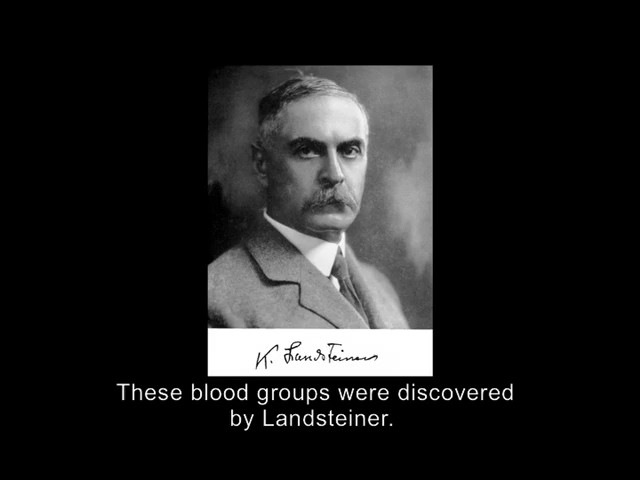 K. Landsteiner
These blood groups were discovered
by Landsteiner.